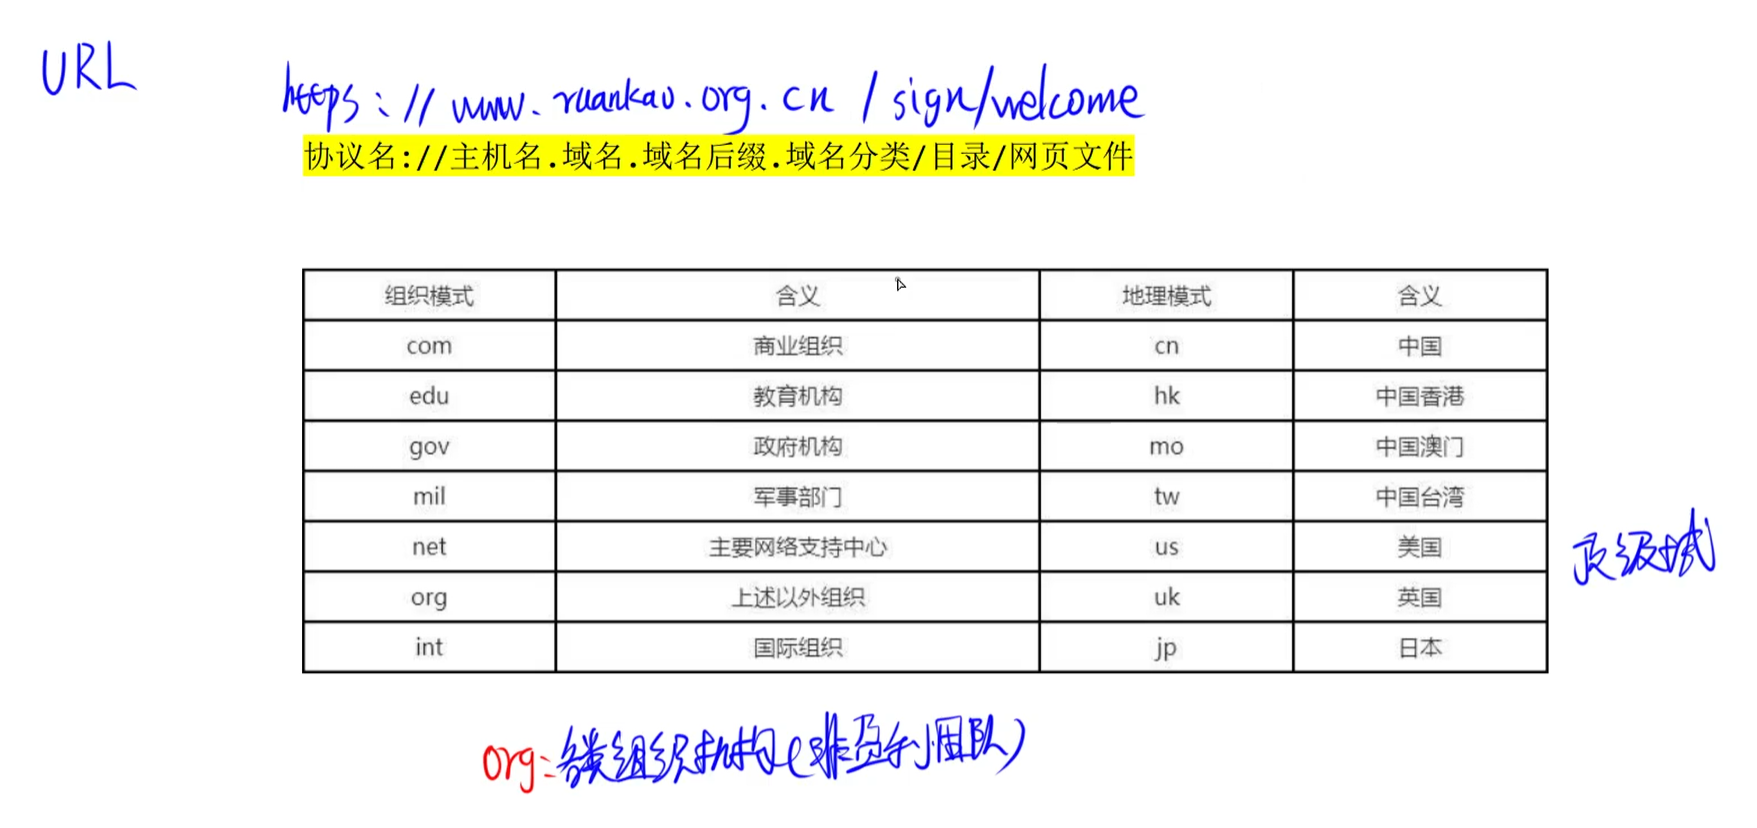 URL
https://www.ruankao.org.cn/sign/welcome
协议名://主机名.域名.域名后缀.域名分类/目录/网页文件
组织模式 含义 地理模式 含义
com 商业组织 cn 中国
edu 教育机构 hk 中国香港
gov 政府机构 mo 中国澳门
mil 军事部门 tw 中国台湾
net 主要网络支持中心 us 美国
org 上述以外组织 uk 英国
int 国际组织 jp 日本
顶级域
org:各类组织机构(非盈利团队)